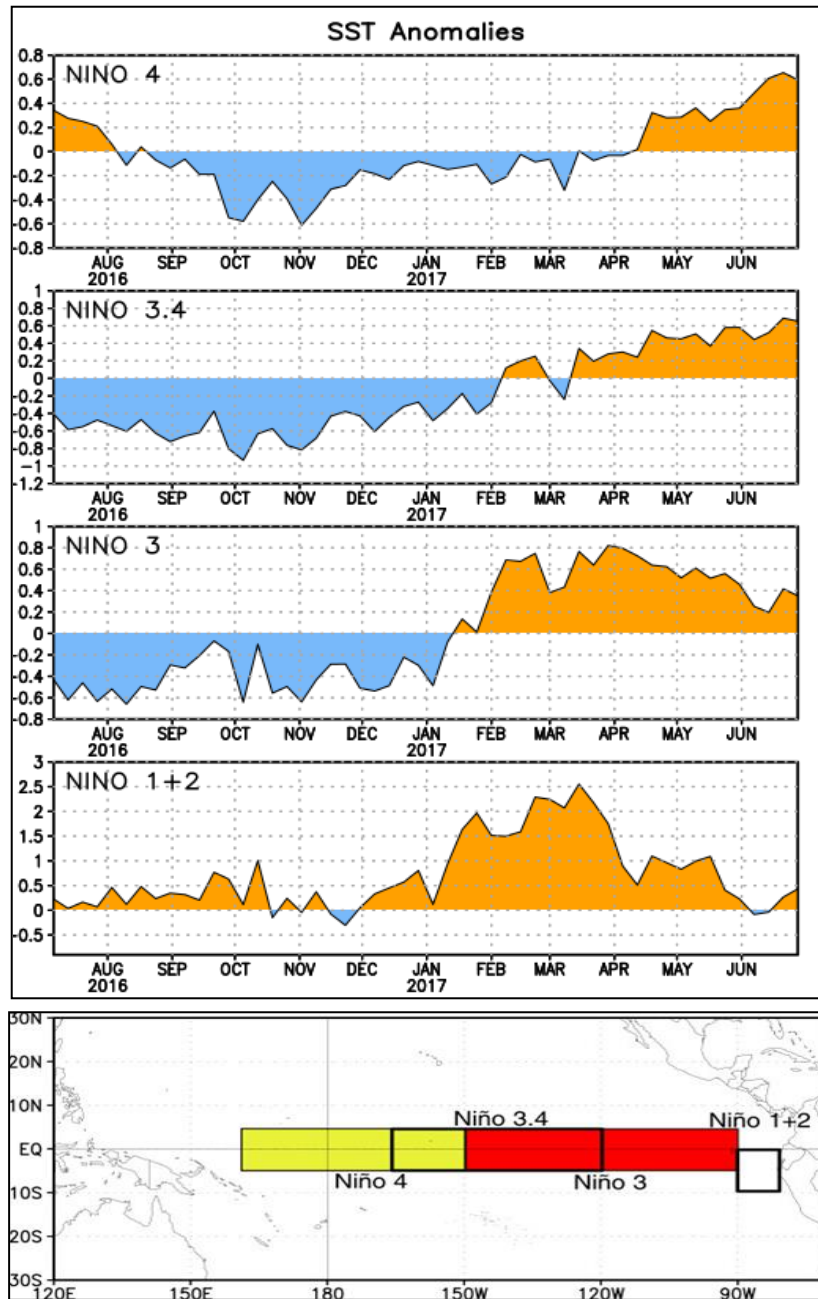 SST Anomalies
NINO 4
0.8
0.6
0.4
0.2
0
-0.2
-0.4
-0.6
-0.8
AUG SEP OCT NOV DEC JAN FEB MAR APR MAY JUN
2016 2017
NINO 3.4
1
0.8
0.6
0.4
0.2
0
-0.2
-0.4
-0.6
-0.8
-1
-1.2
AUG SEP OCT NOV DEC JAN FEB MAR APR MAY JUN
2016 2017
NINO 3
1
0.8
0.6
0.4
0.2
0
-0.2
-0.4
-0.6
-0.8
AUG SEP OCT NOV DEC JAN FEB MAR APR MAY JUN
2016 2017
NINO 1+2
3
2.5
2
1.5
1
0.5
0
-0.5
AUG SEP OCT NOV DEC JAN FEB MAR APR MAY JUN
2016 2017
30N
20N
10N
EQ
10S
20S
30S
Niño 3.4
Niño 1+2
Niño 4
Niño 3
120E 150E 180 150W 120W 90W